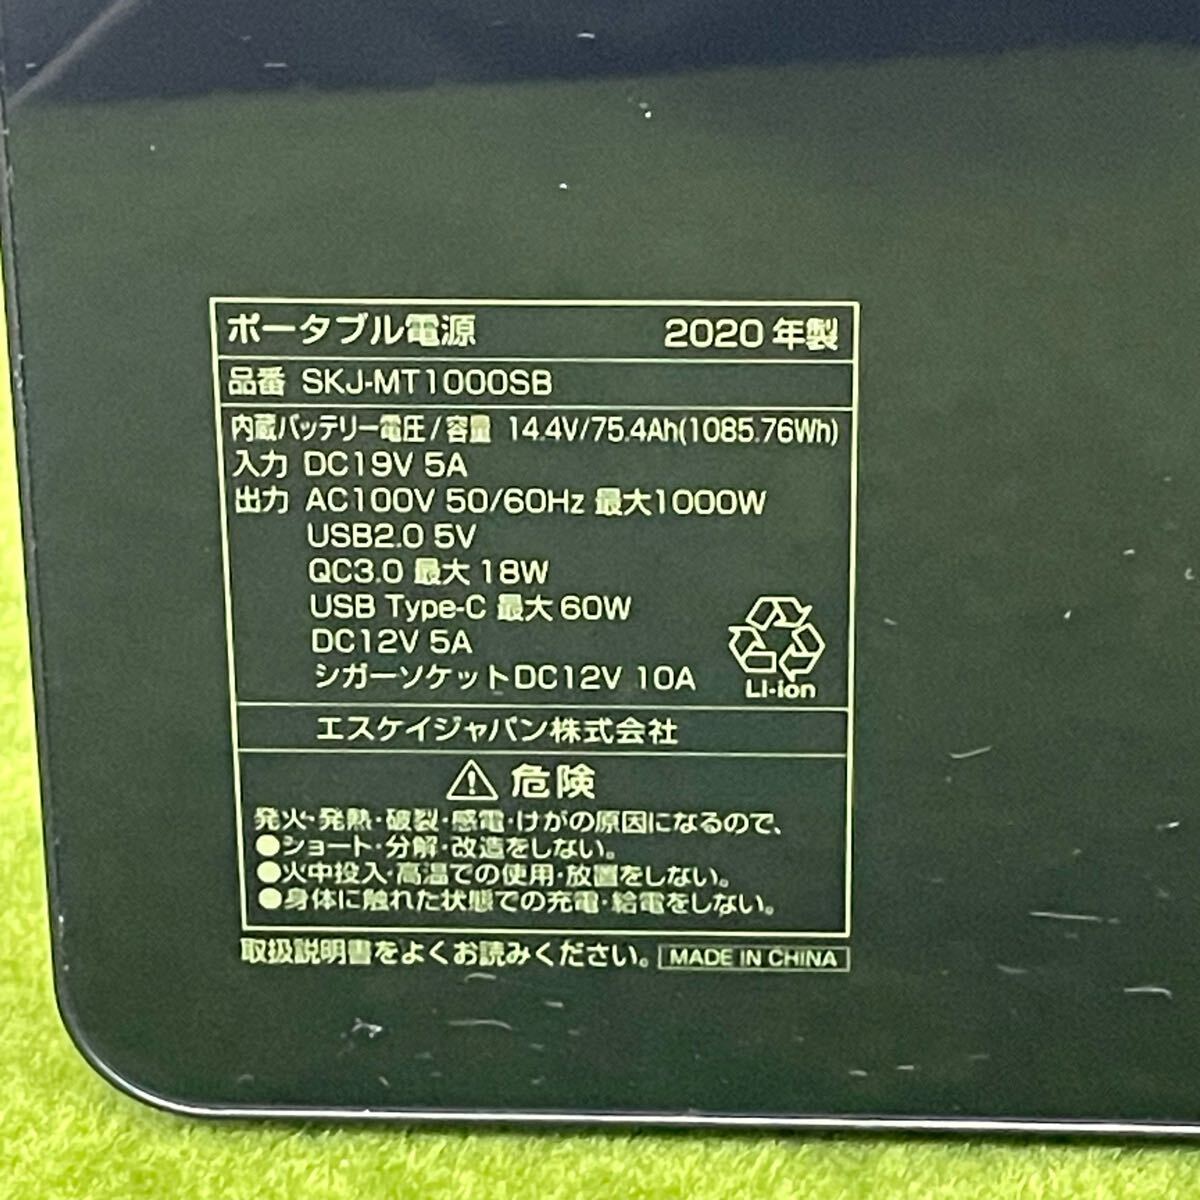 ポータブル電源 2020年製
品番 SKJ-MT1000SB
内蔵バッテリー電圧/容量 14.4V/75.4Ah(1085.76Wh)
入力 DC19V 5A
出力 AC100V 50/60Hz 最大1000W
USB2.0 5V
QC3.0 最大 18W
USB Type-C 最大 60W
DC12V 5A
シガーソケットDC12V 10A
Li-ion
エスケイジャパン株式会社
危険
発火・発熱・破裂・感電・けがの原因になるので、
●ショート・分解・改造をしない。
●火中投入・高温での使用・放置をしない。
●身体に触れた状態での充電・給電をしない。
取扱説明書をよくお読みください。 MADE IN CHINA